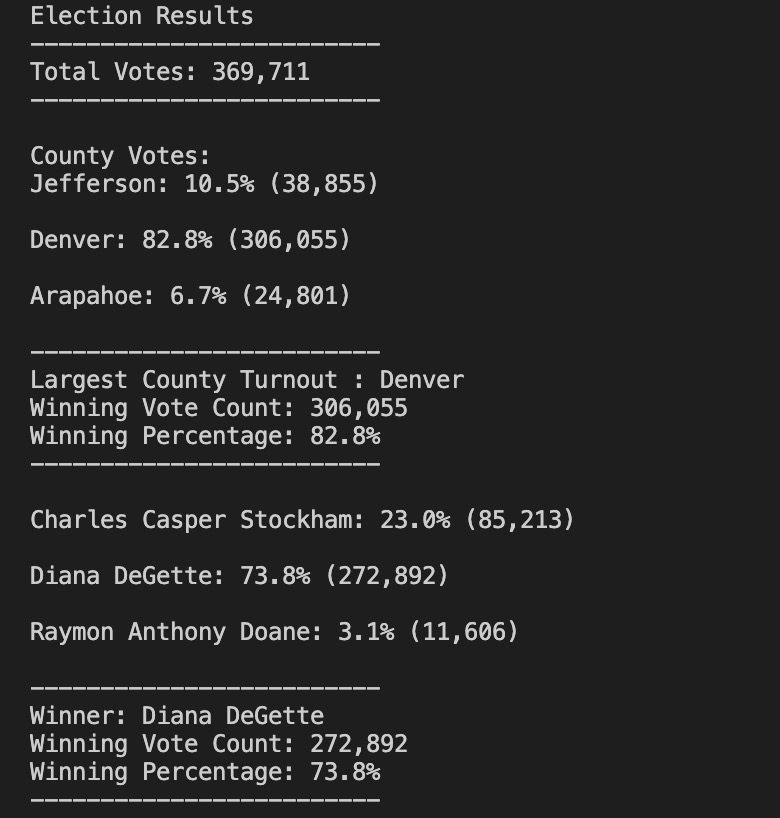 Election Results
-------------------------
Total Votes: 369,711
-------------------------
County Votes:
Jefferson: 10.5% (38,855)
Denver: 82.8% (306,055)
Arapahoe: 6.7% (24,801)
-------------------------
Largest County Turnout : Denver
Winning Vote Count: 306,055
Winning Percentage: 82.8%
-------------------------
Charles Casper Stockham: 23.0% (85,213)
Diana DeGette: 73.8% (272,892)
Raymon Anthony Doane: 3.1% (11,606)
-------------------------
Winner: Diana DeGette
Winning Vote Count: 272,892
Winning Percentage: 73.8%
-------------------------